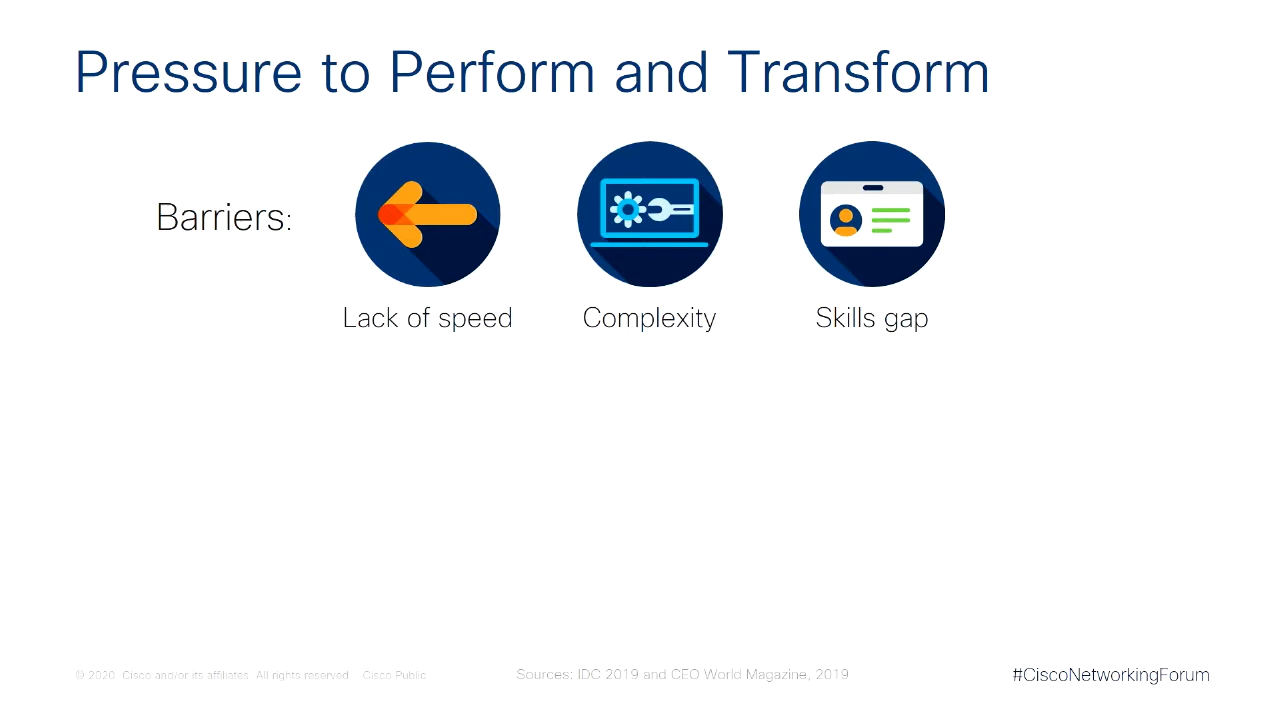 Pressure to Perform and Transform
Barriers:
Lack of speed
Complexity
Skills gap
© 2020 Cisco and/or its affiliates. All rights reserved. Cisco Public
Sources: IDC 2019 and CEO World Magazine, 2019
#CiscoNetworkingForum